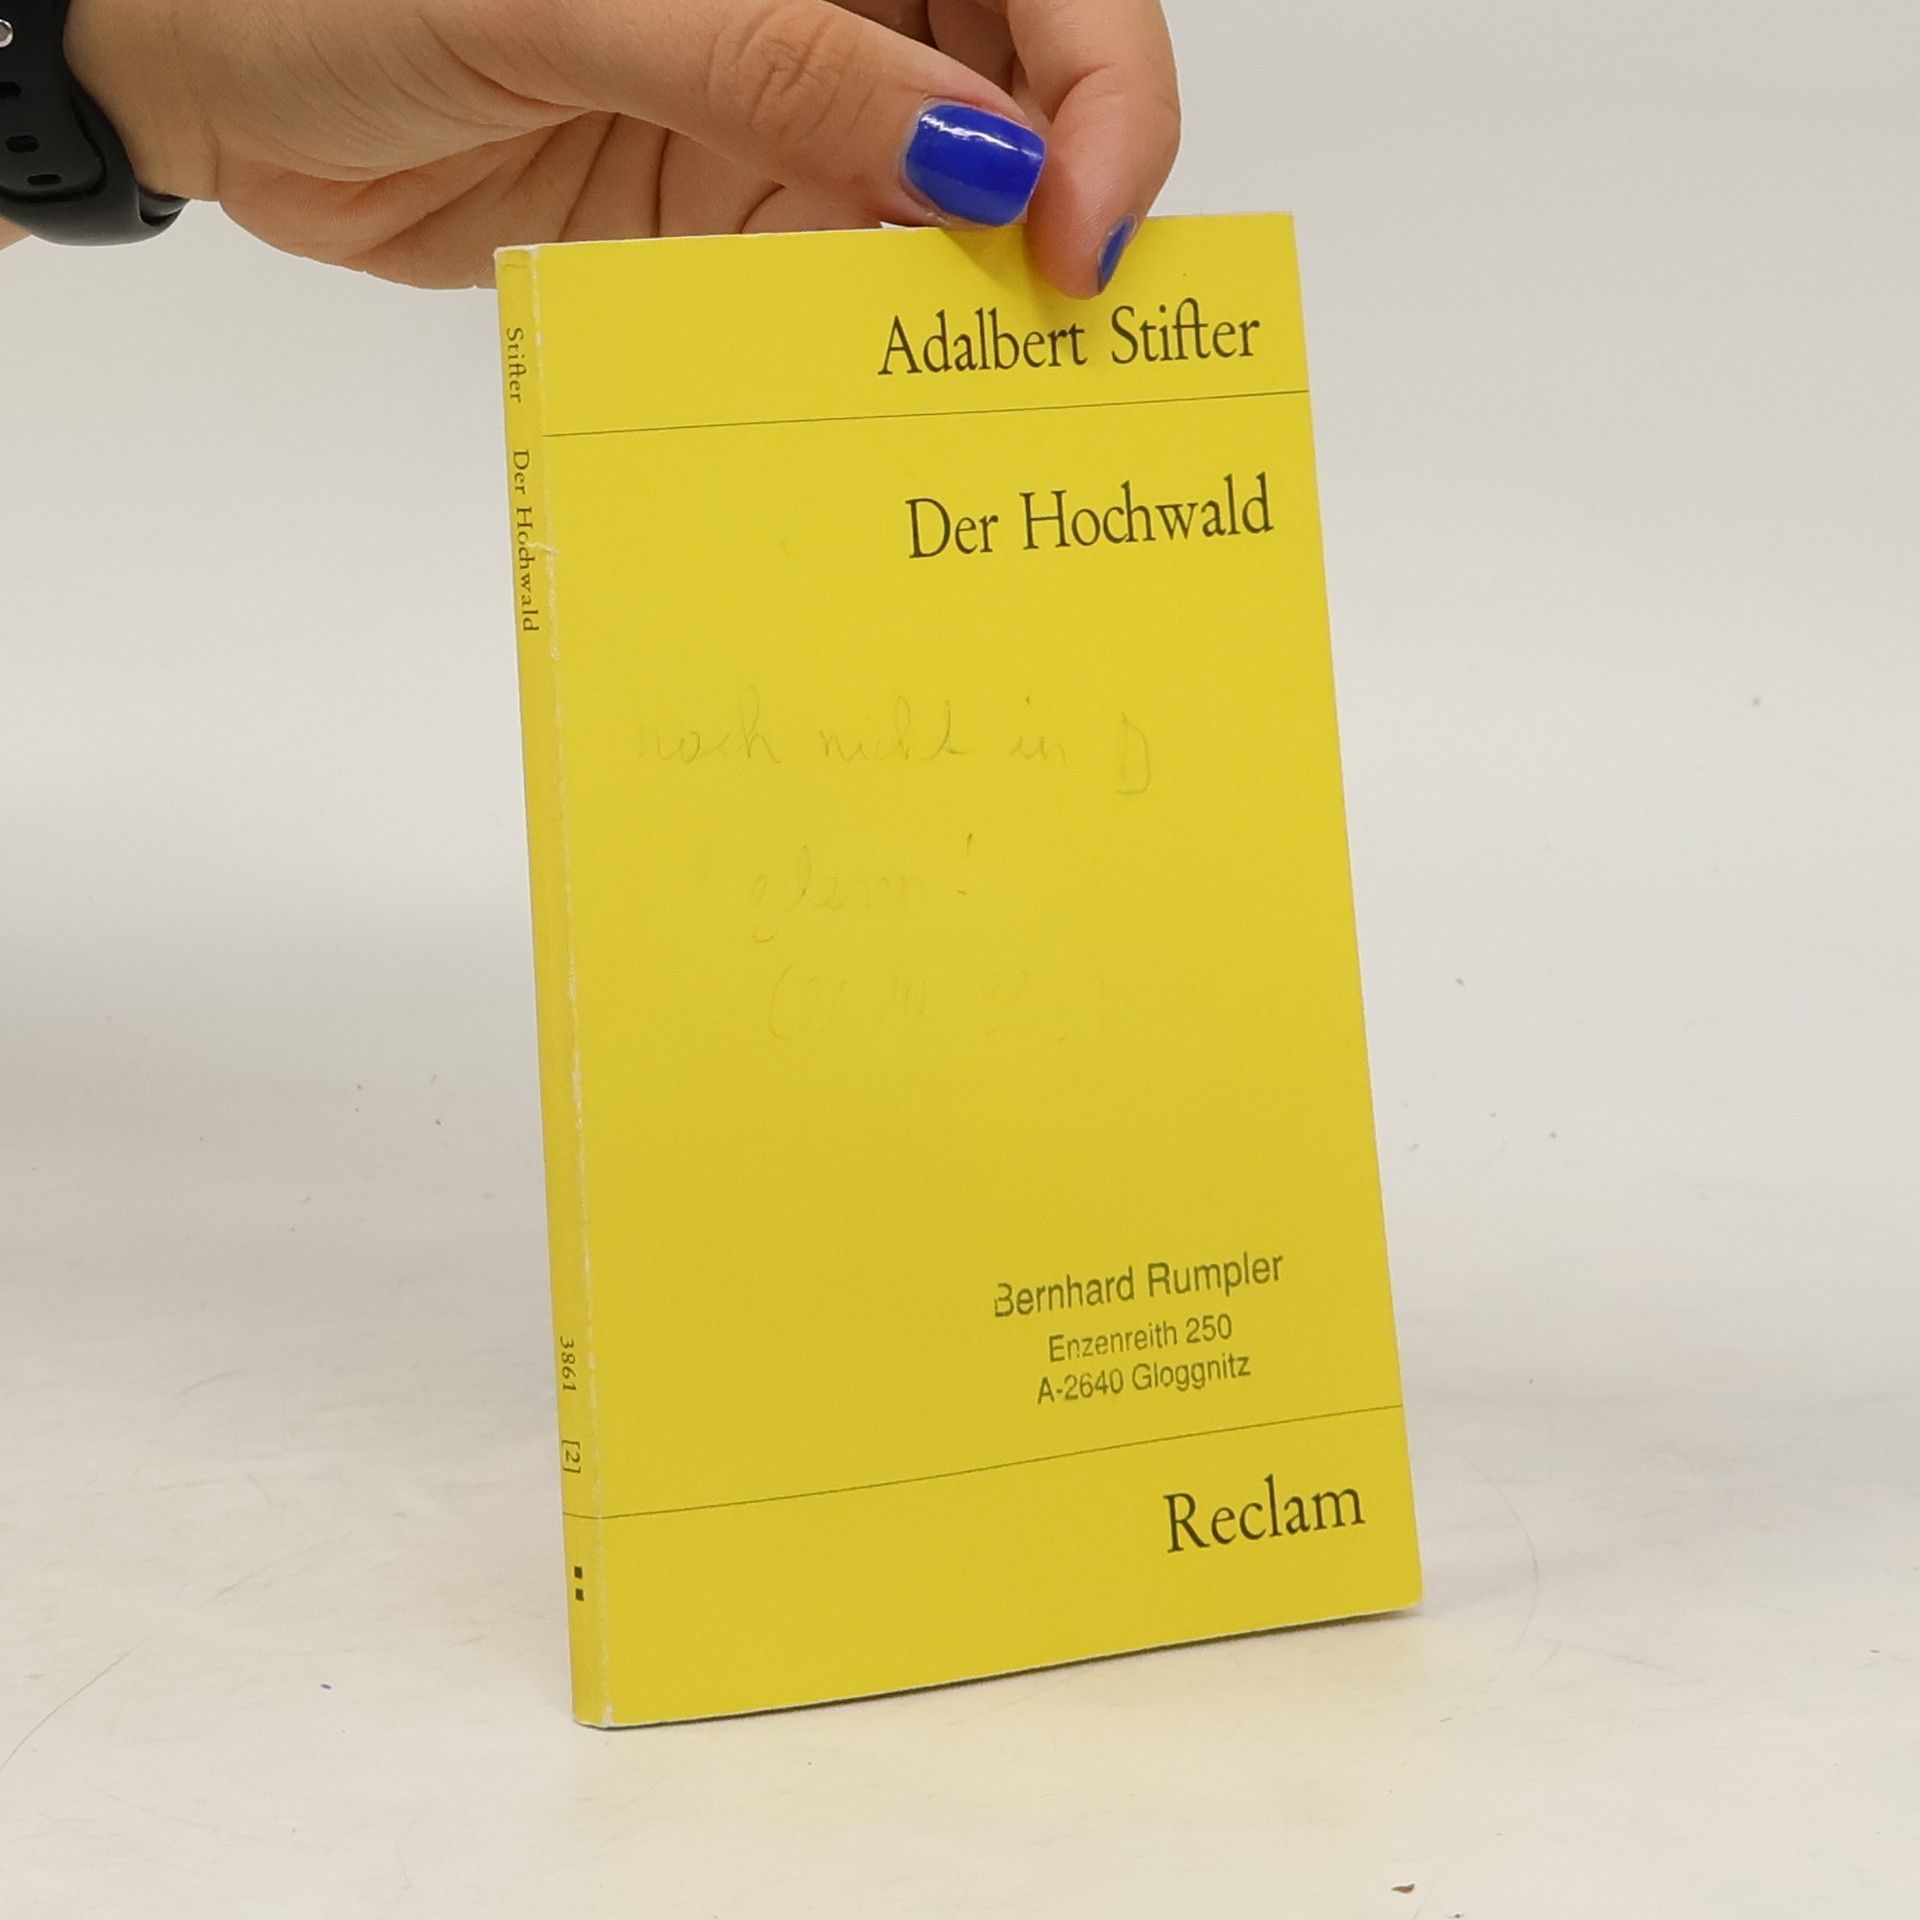 Adalbert Stifter
Der Hochwald
noch nicht in D
gelesen!
Bernhard Rumpler
Enzenreith 250
A-2640 Gloggnitz
Reclam
Stifter Der Hochwald
3861 [2]